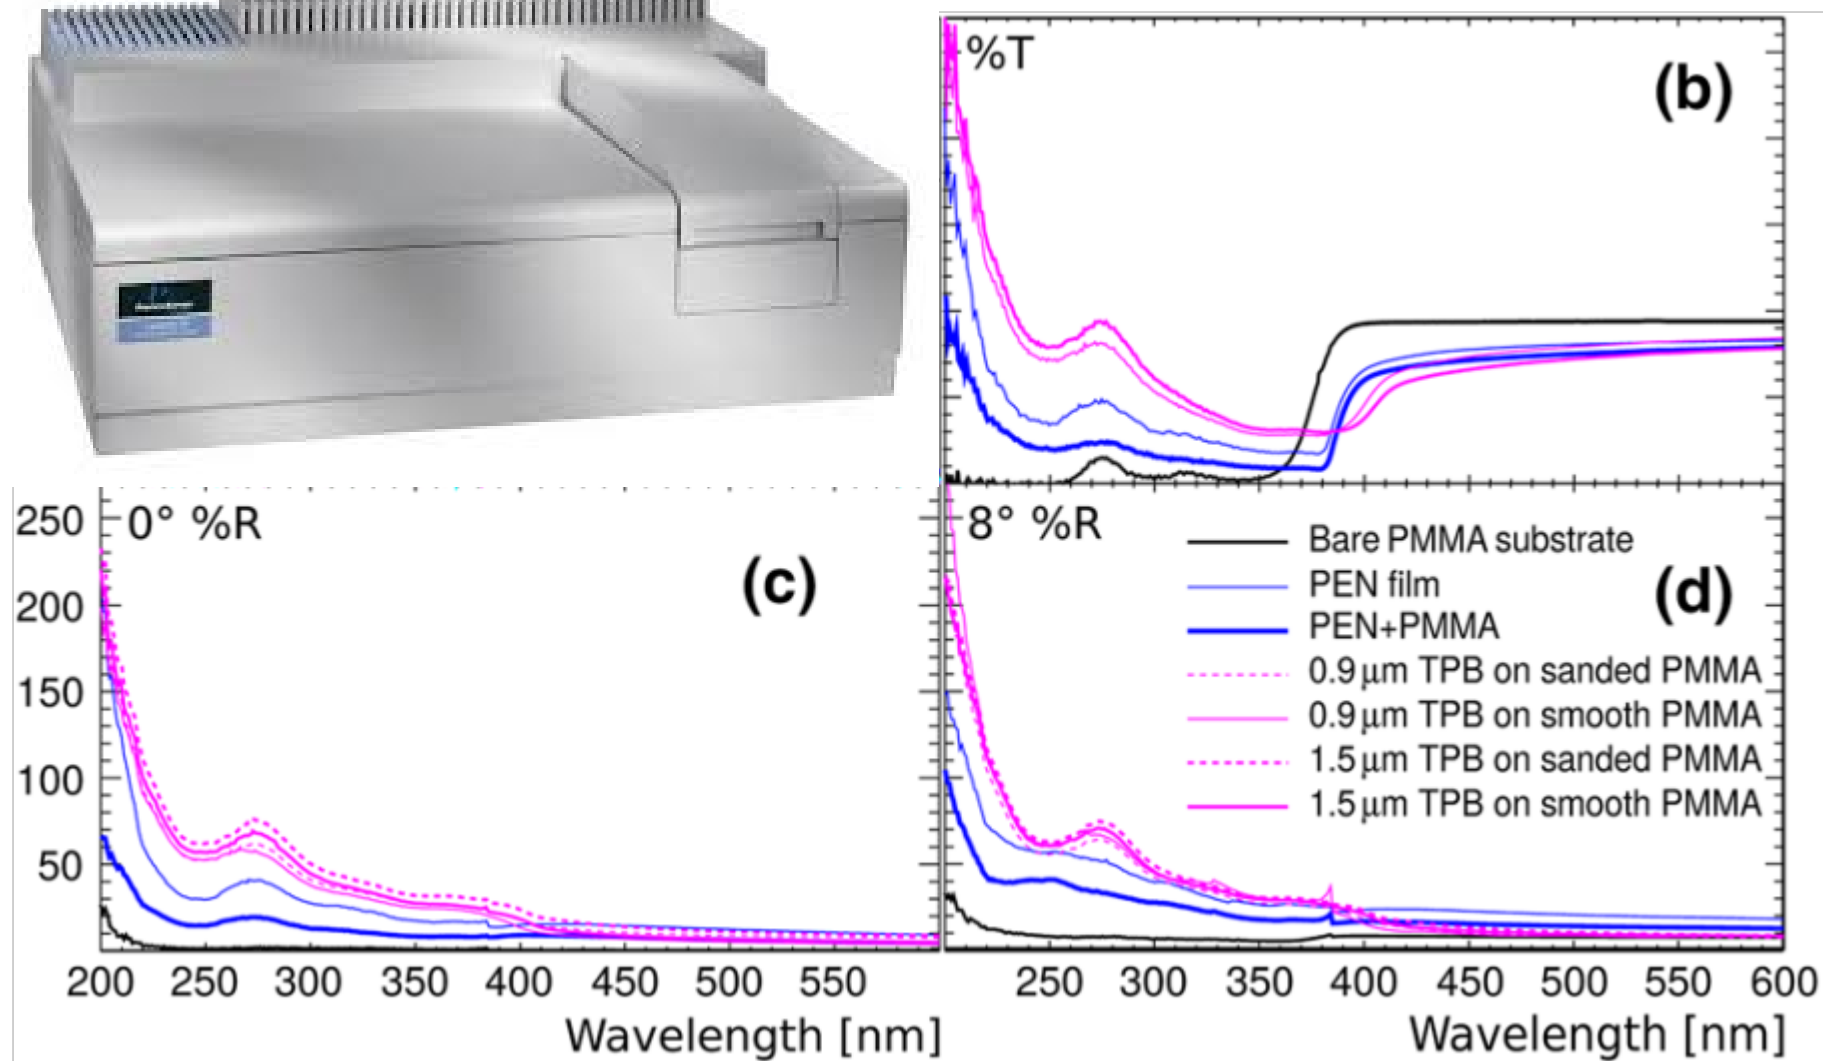 %T
(b)
250
200
150
100
50
0° %R
(c)
200 250 300 350 400 450 500 550
Wavelength [nm]
8° %R
(d)
Bare PMMA substrate
PEN film
PEN+PMMA
0.9 μm TPB on sanded PMMA
0.9 μm TPB on smooth PMMA
1.5 μm TPB on sanded PMMA
1.5 μm TPB on smooth PMMA
250 300 350 400 450 500 550 600
Wavelength [nm]